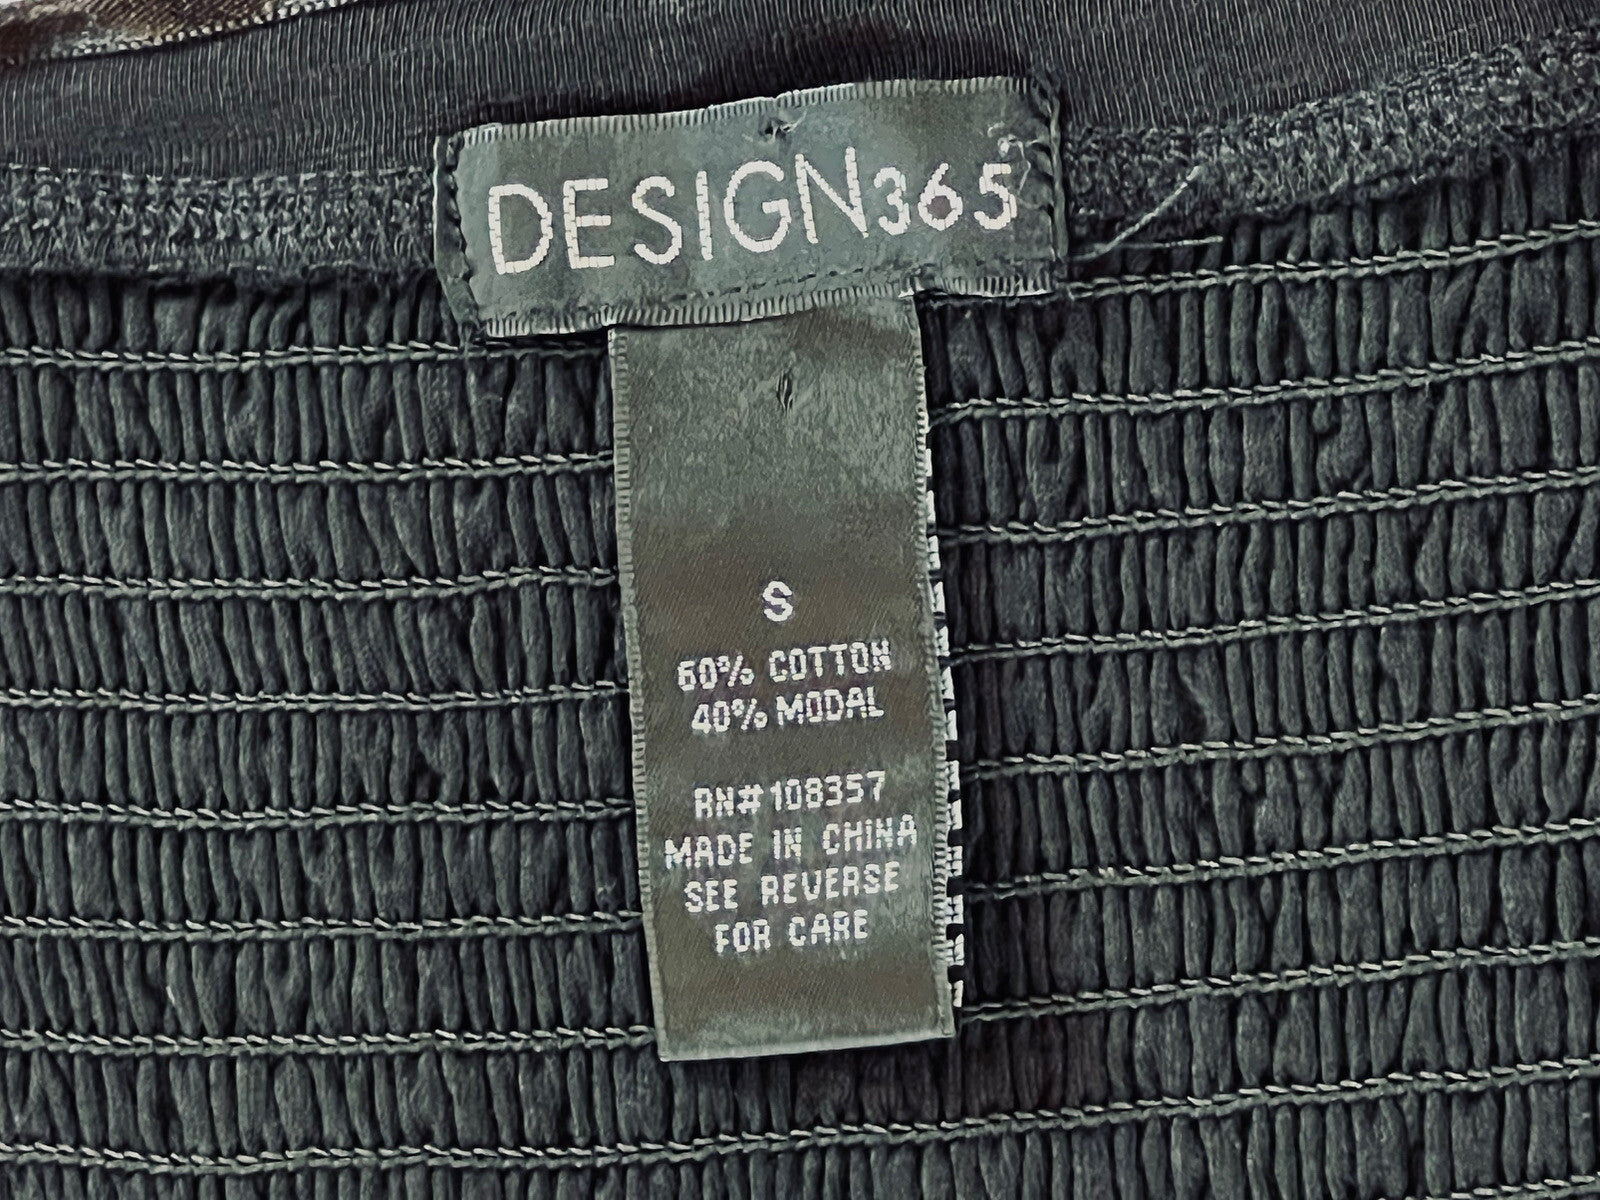 DESIGN365
S
60% COTTON
40% MODAL
RN#108357
MADE IN CHINA
SEE REVERSE
FOR CARE